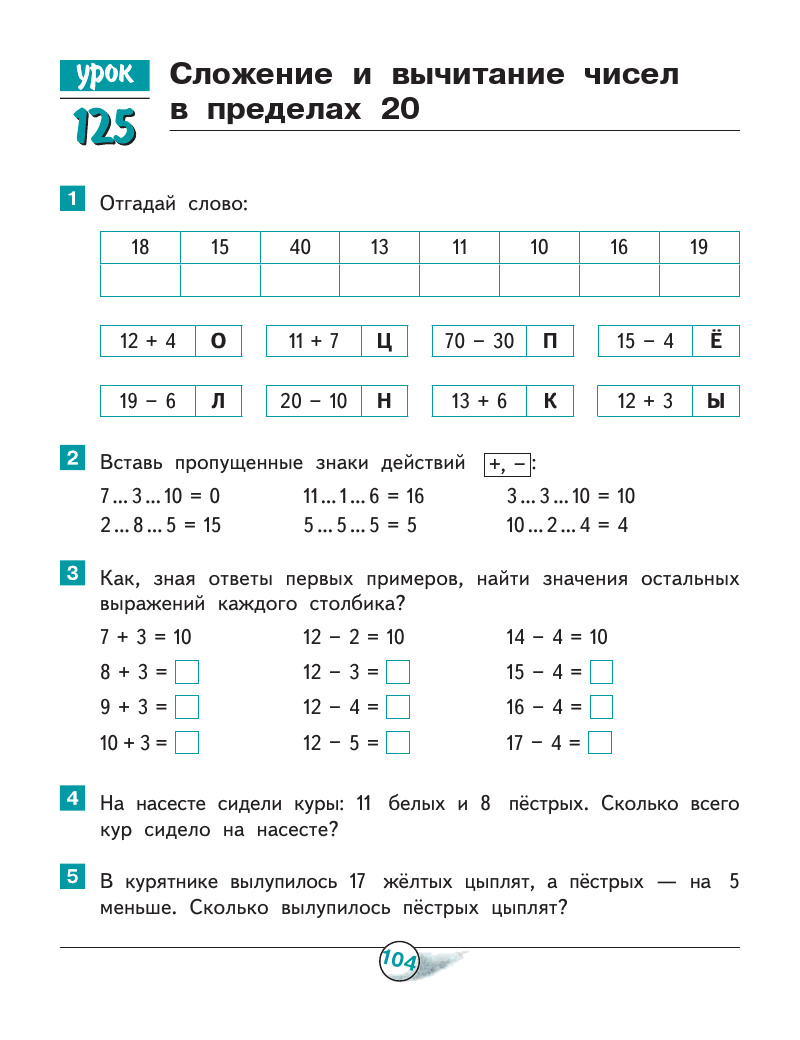 урок
125
Сложение и вычитание чисел
в пределах 20
1 Отгадай слово:
18 15 40 13 11 10 16 19
12 + 4 О 11 + 7 Ц 70 − 30 П 15 − 4 Ё
19 − 6 Л 20 − 10 Н 13 + 6 К 12 + 3 Ы
2 Вставь пропущенные знаки действий +, − :
7 ... 3 ... 10 = 0 11 ... 1 ... 6 = 16 3 ... 3 ... 10 = 10
2 ... 8 ... 5 = 15 5 ... 5 ... 5 = 5 10 ... 2 ... 4 = 4
3 Как, зная ответы первых примеров, найти значения остальных
выражений каждого столбика?
7 + 3 = 10 12 − 2 = 10 14 − 4 = 10
8 + 3 = 12 − 3 = 15 − 4 =
9 + 3 = 12 − 4 = 16 − 4 =
10 + 3 = 12 − 5 = 17 − 4 =
4 На насесте сидели куры: 11 белых и 8 пёстрых. Сколько всего
кур сидело на насесте?
5 В курятнике вылупилось 17 жёлтых цыплят, а пёстрых — на 5
меньше. Сколько вылупилось пёстрых цыплят?
104